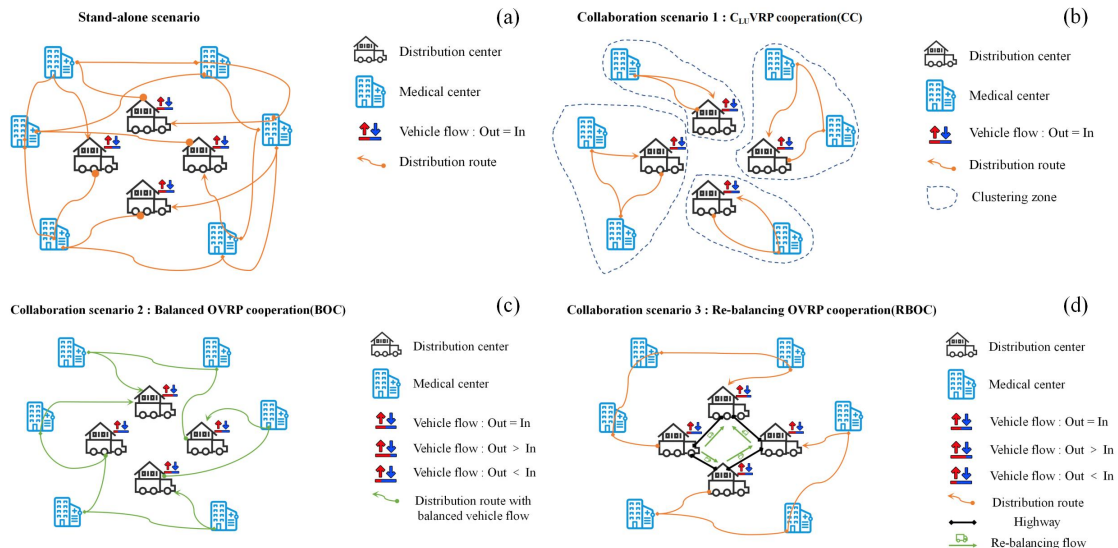 Stand-alone scenario
(a)
Distribution center
Medical center
Vehicle flow : Out = In
Distribution route
Collaboration scenario 1 : CLUVRP cooperation(CC)
(b)
Distribution center
Medical center
Vehicle flow : Out = In
Distribution route
Clustering zone
Collaboration scenario 2 : Balanced OVRP cooperation(BOC)
(c)
Distribution center
Medical center
Vehicle flow : Out = In
Vehicle flow : Out > In
Vehicle flow : Out < In
Distribution route with
balanced vehicle flow
Collaboration scenario 3 : Re-balancing OVRP cooperation(RBOC)
(d)
Distribution center
Medical center
Vehicle flow : Out = In
Vehicle flow : Out > In
Vehicle flow : Out < In
Distribution route
Highway
Re-balancing flow